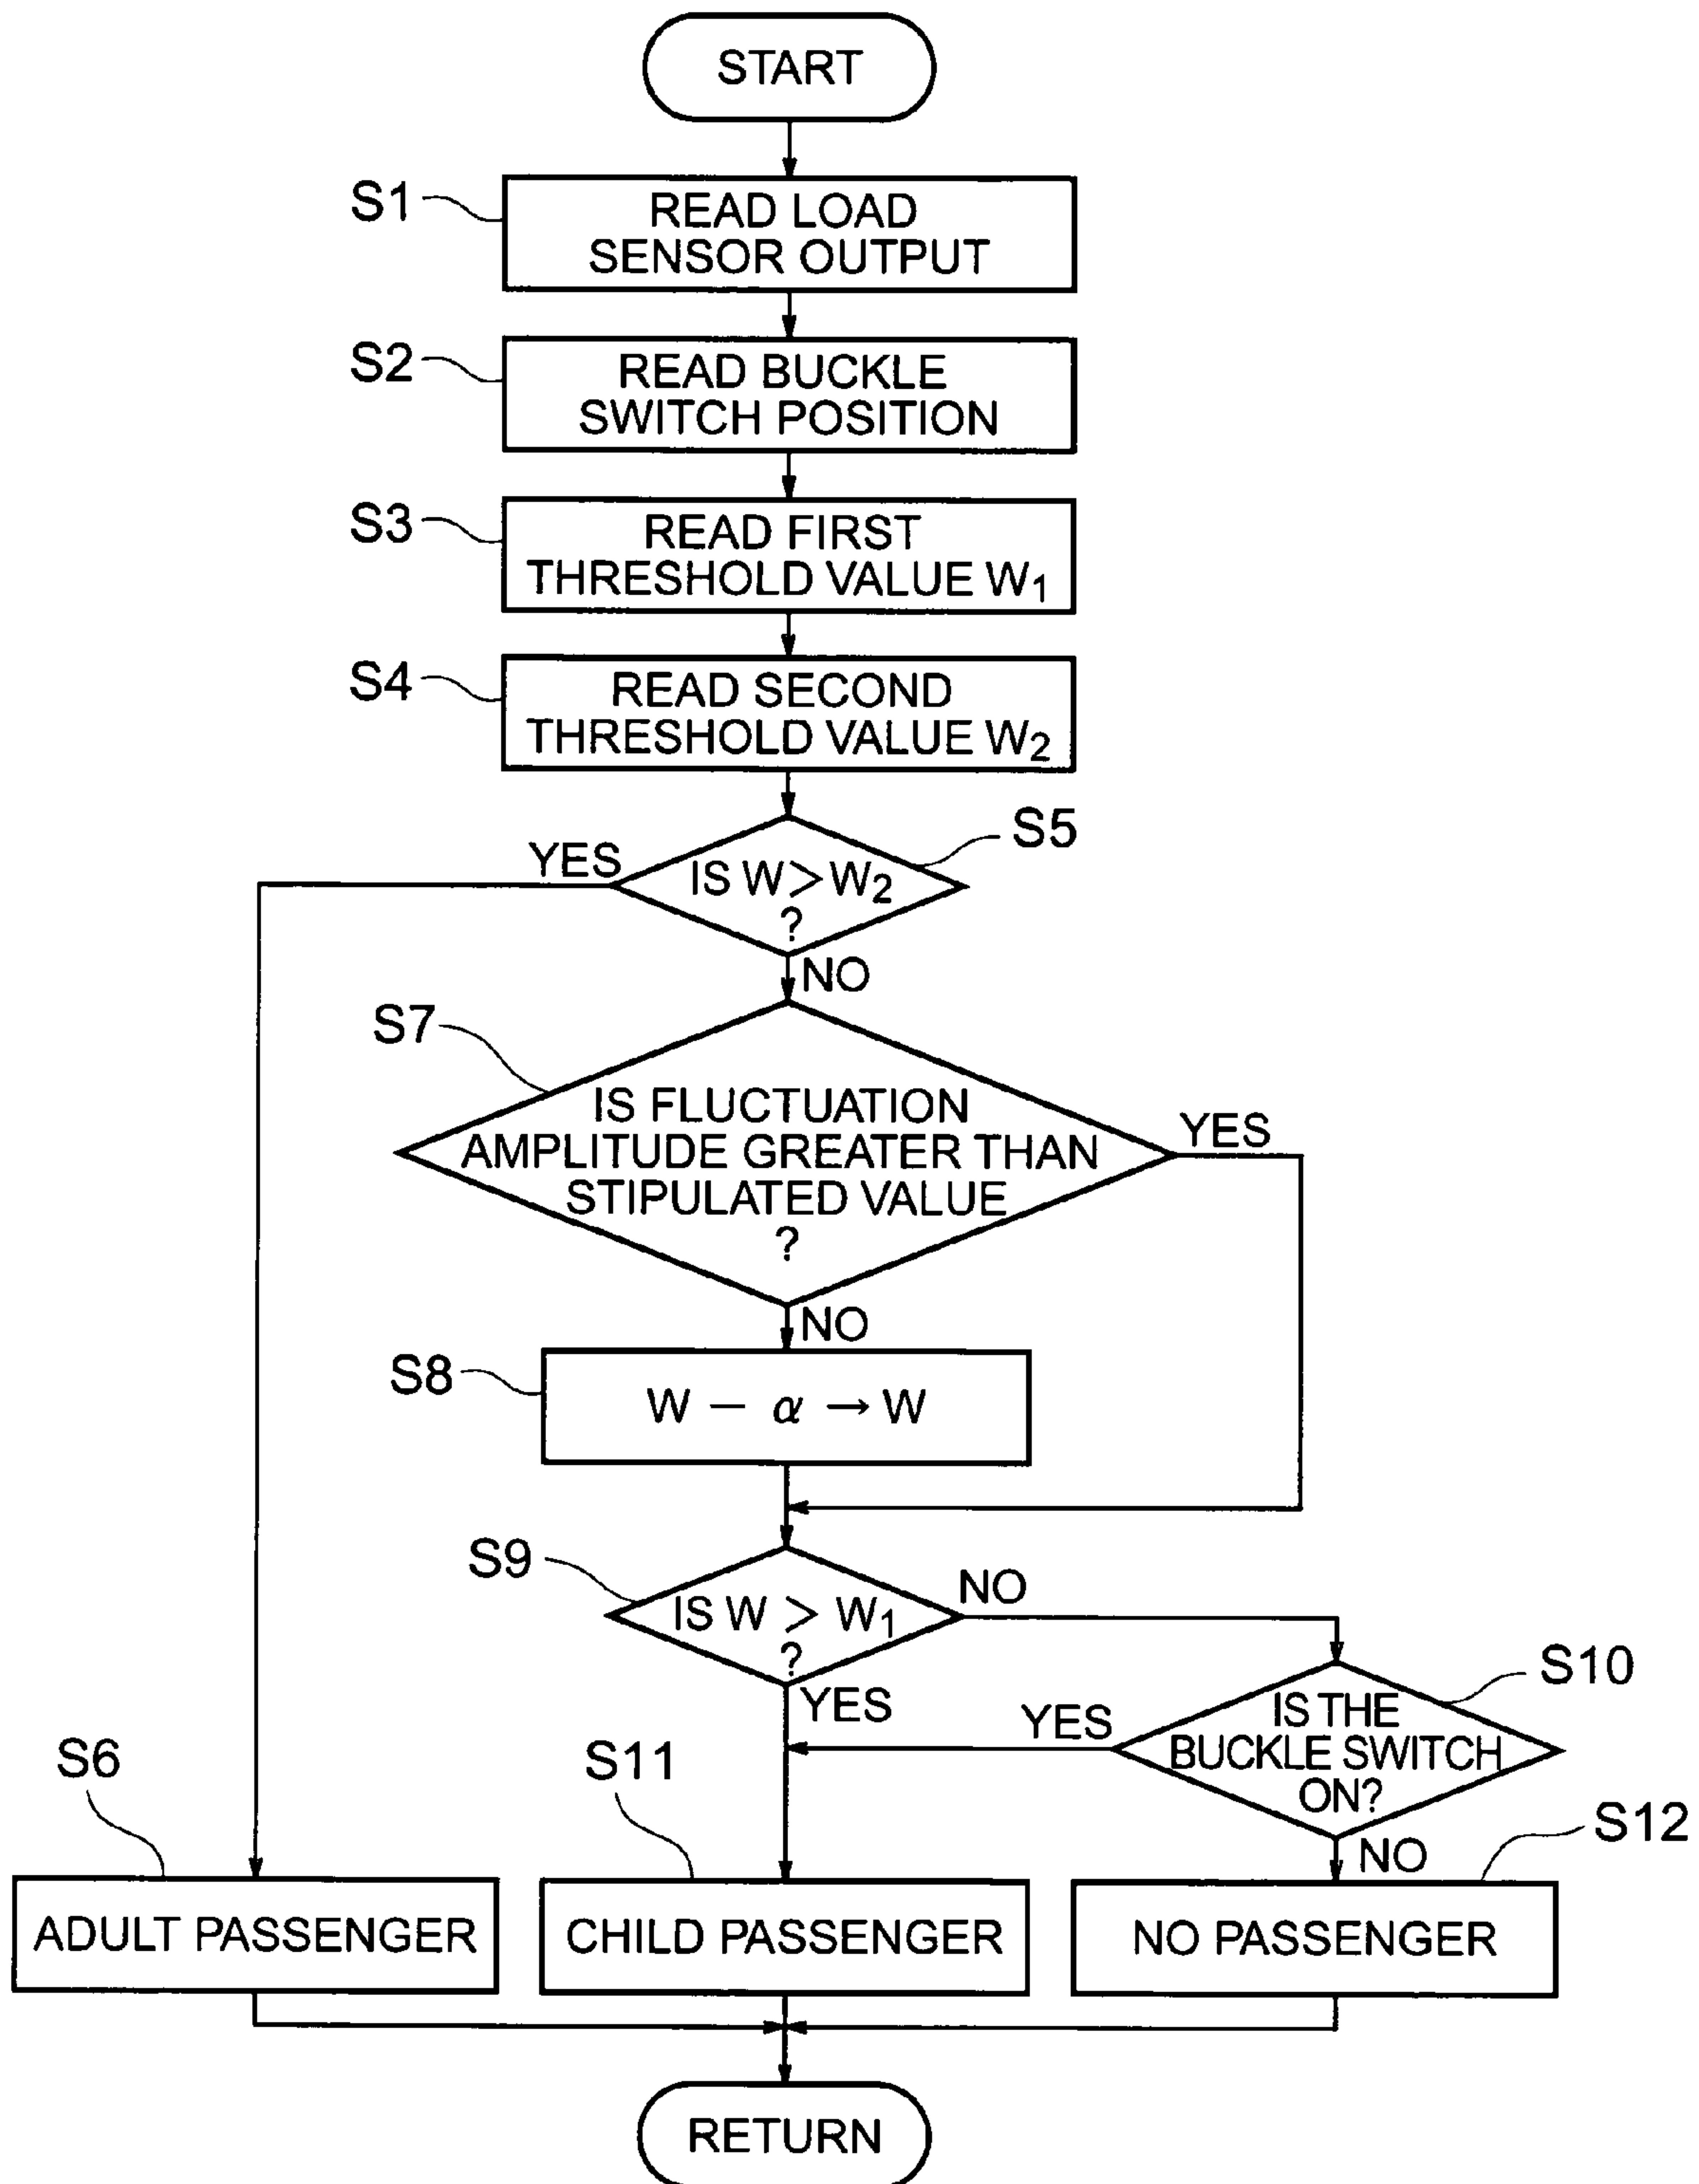 START
S1
READ LOAD
SENSOR OUTPUT
S2
READ BUCKLE
SWITCH POSITION
S3
READ FIRST
THRESHOLD VALUE W₁
S4
READ SECOND
THRESHOLD VALUE W₂
S5
YES
IS W > W₂
?
NO
S7
IS FLUCTUATION
AMPLITUDE GREATER THAN
STIPULATED VALUE
?
YES
NO
S8
W − α → W
S9
IS W > W₁
?
NO
YES
S10
IS THE
BUCKLE SWITCH
ON?
YES
NO
S6
ADULT PASSENGER
S11
CHILD PASSENGER
S12
NO PASSENGER
RETURN